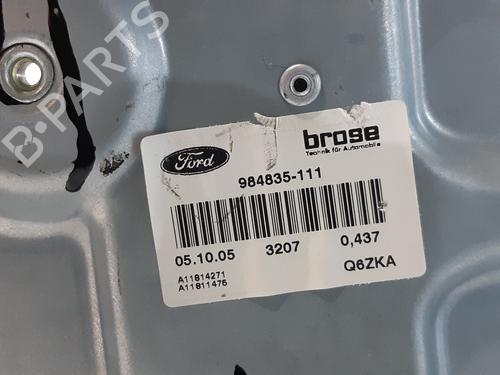 B-PARTS
Ford
brose
Technik für Automobile
984835-111
05.10.05 3207 0,437
A11814271
A11811476
Q6ZKA